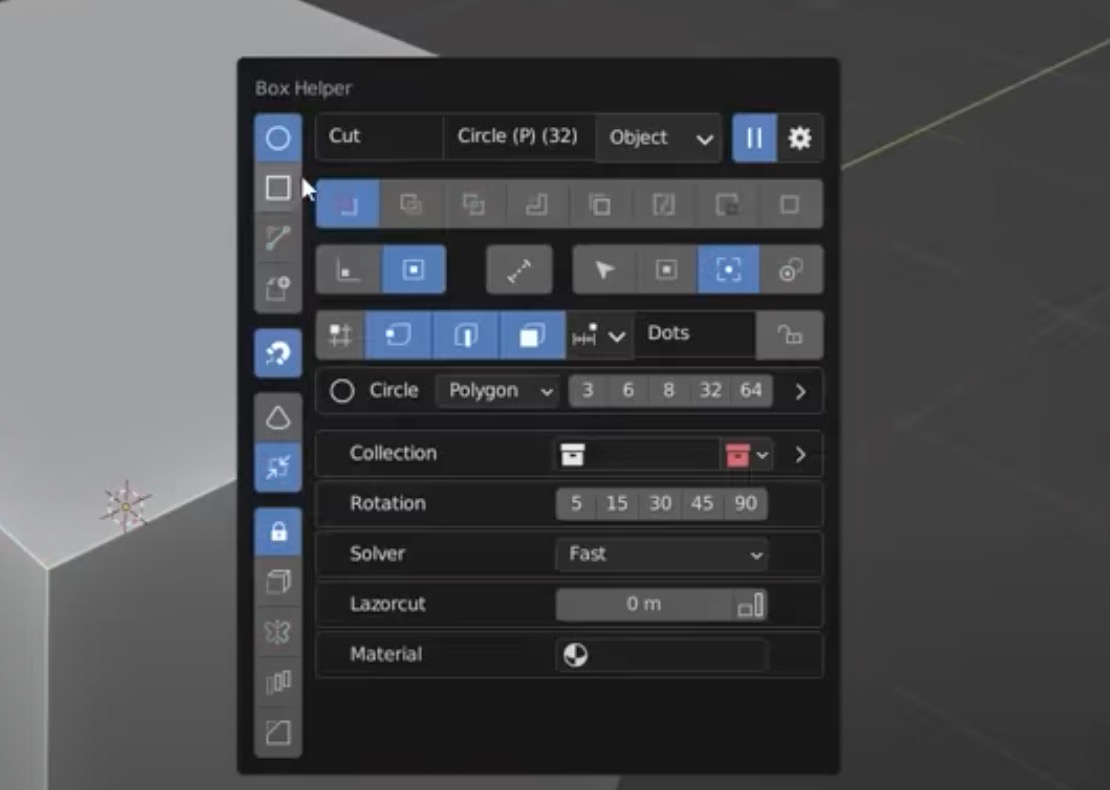 Box Helper
Cut Circle (P) (32) Object
Dots
Circle Polygon 3 6 8 32 64
Collection
Rotation 5 15 30 45 90
Solver Fast
Lazorcut 0 m
Material